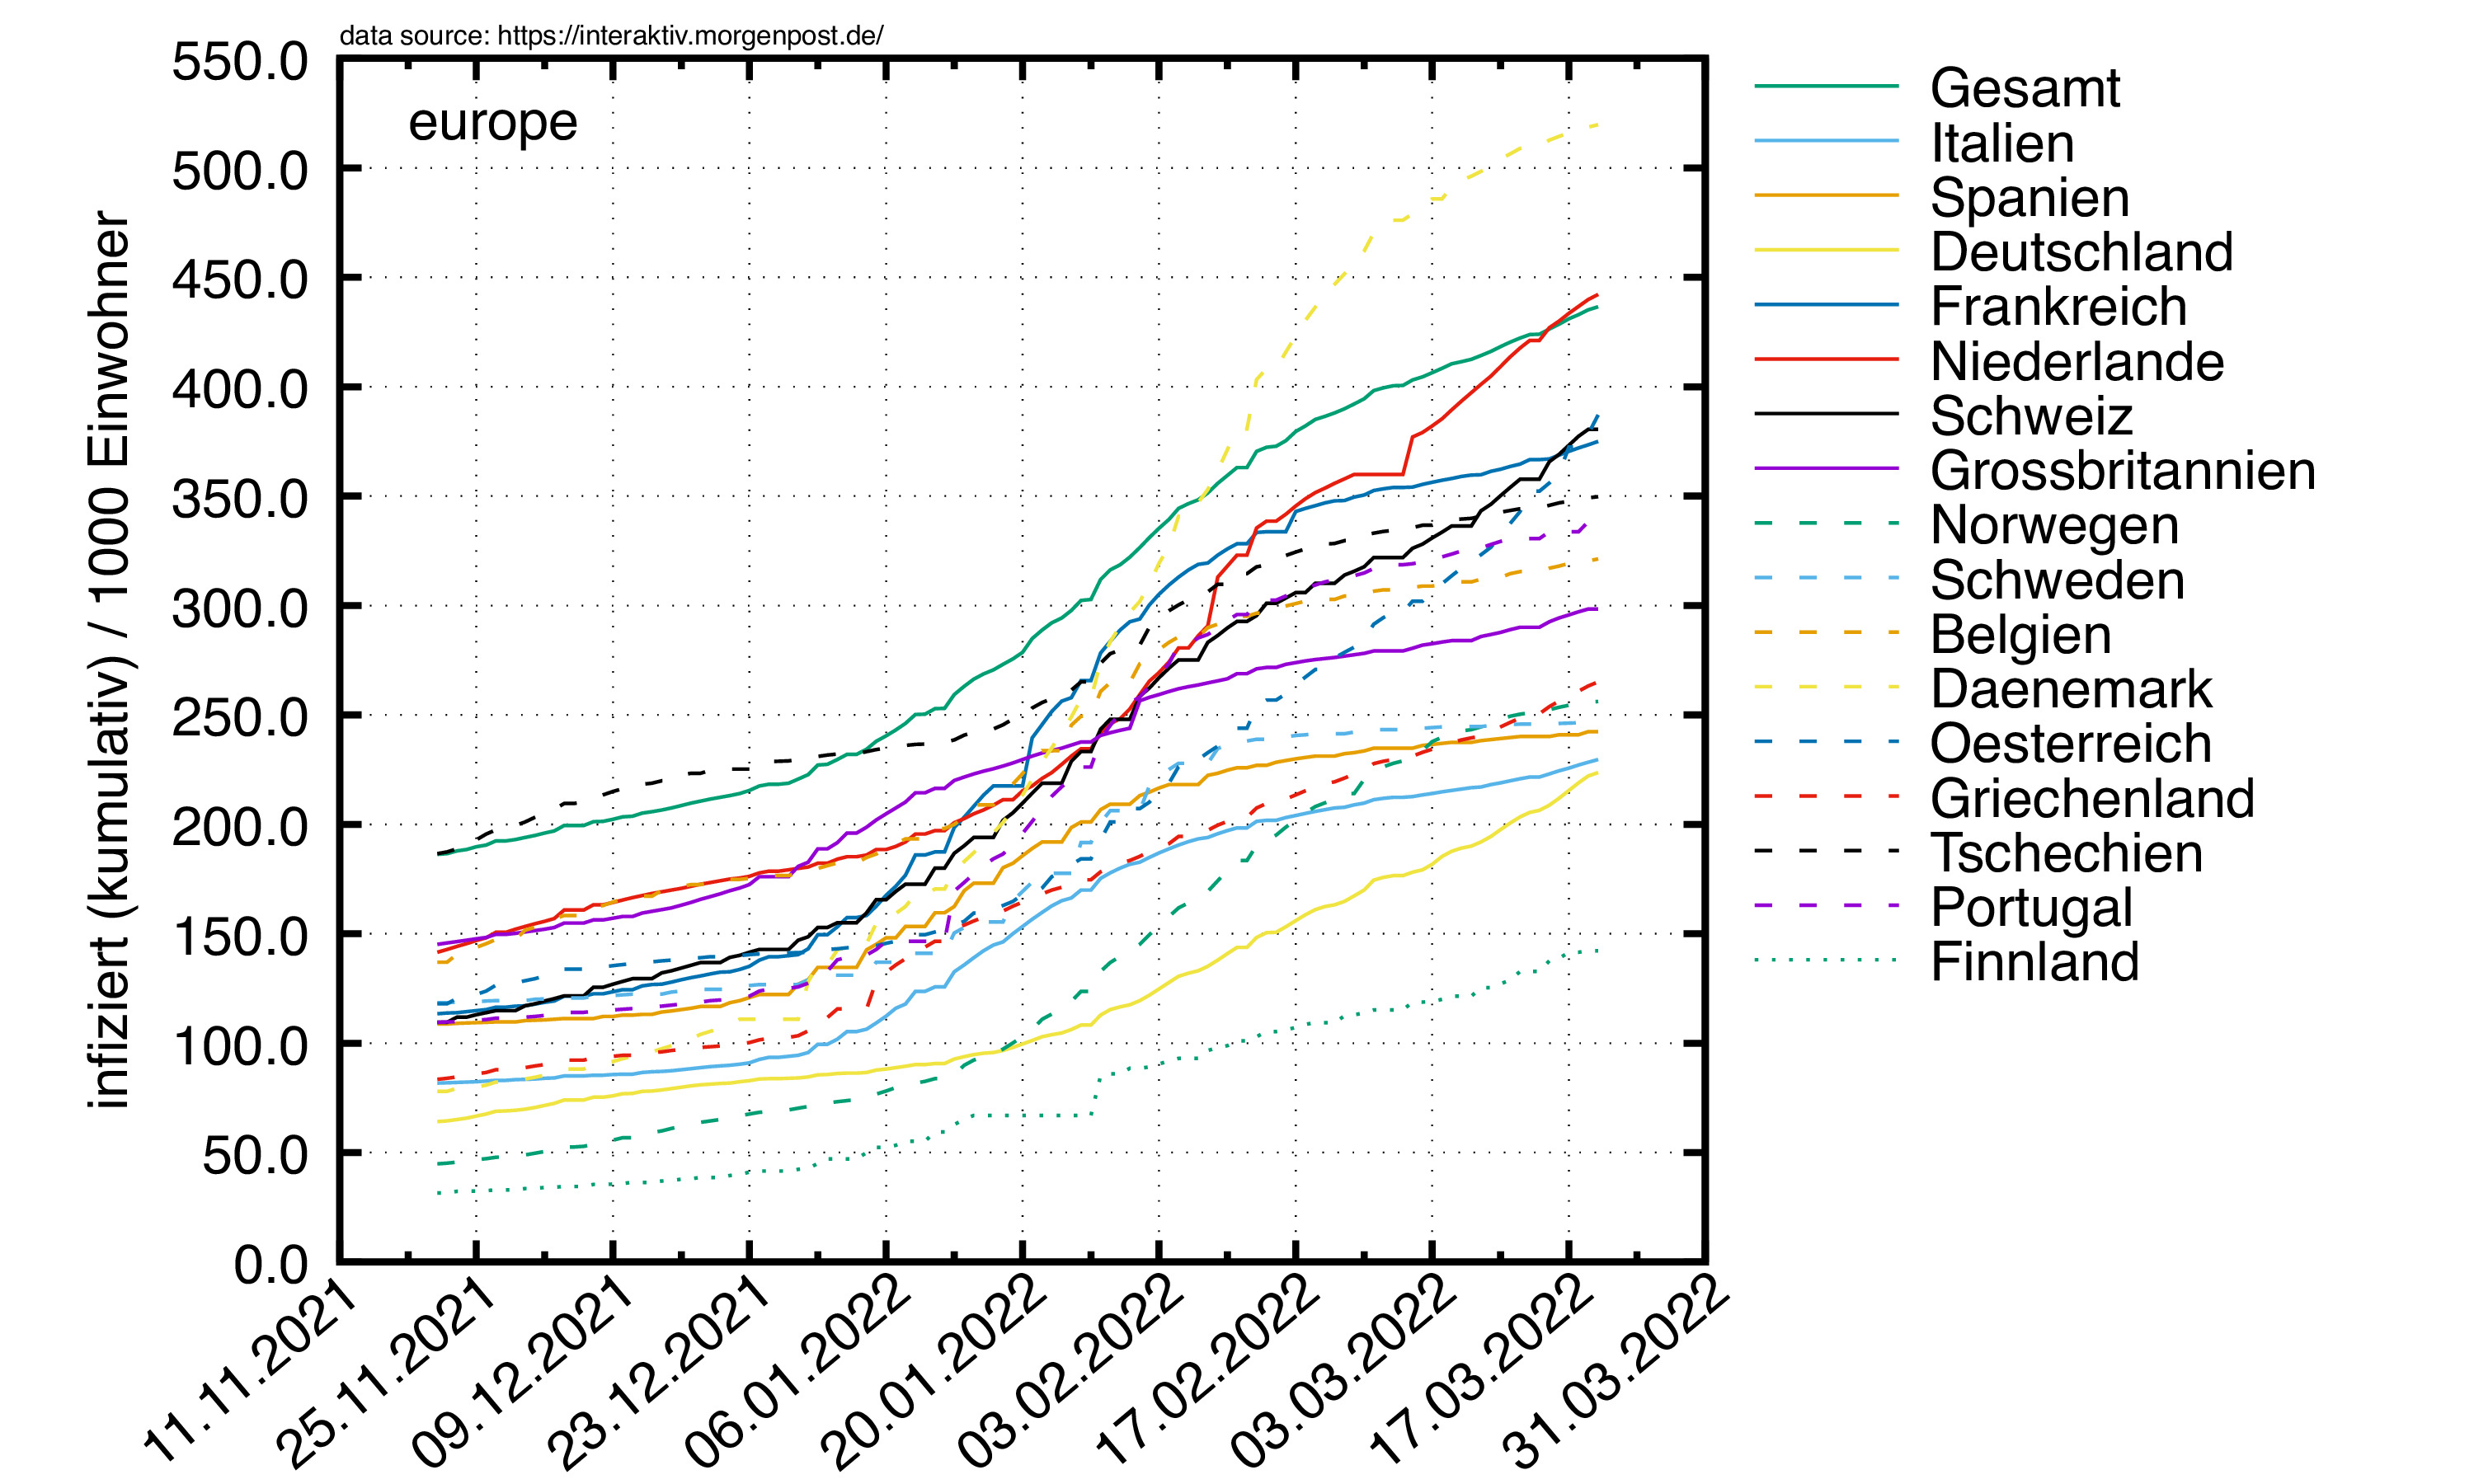 data source: https://interaktiv.morgenpost.de/
europe
infiziert (kumulativ) / 1000 Einwohner
550.0
500.0
450.0
400.0
350.0
300.0
250.0
200.0
150.0
100.0
50.0
0.0
11.11.2021
25.11.2021
09.12.2021
23.12.2021
06.01.2022
20.01.2022
03.02.2022
17.02.2022
03.03.2022
17.03.2022
31.03.2022
Gesamt
Italien
Spanien
Deutschland
Frankreich
Niederlande
Schweiz
Grossbritannien
Norwegen
Schweden
Belgien
Daenemark
Oesterreich
Griechenland
Tschechien
Portugal
Finnland